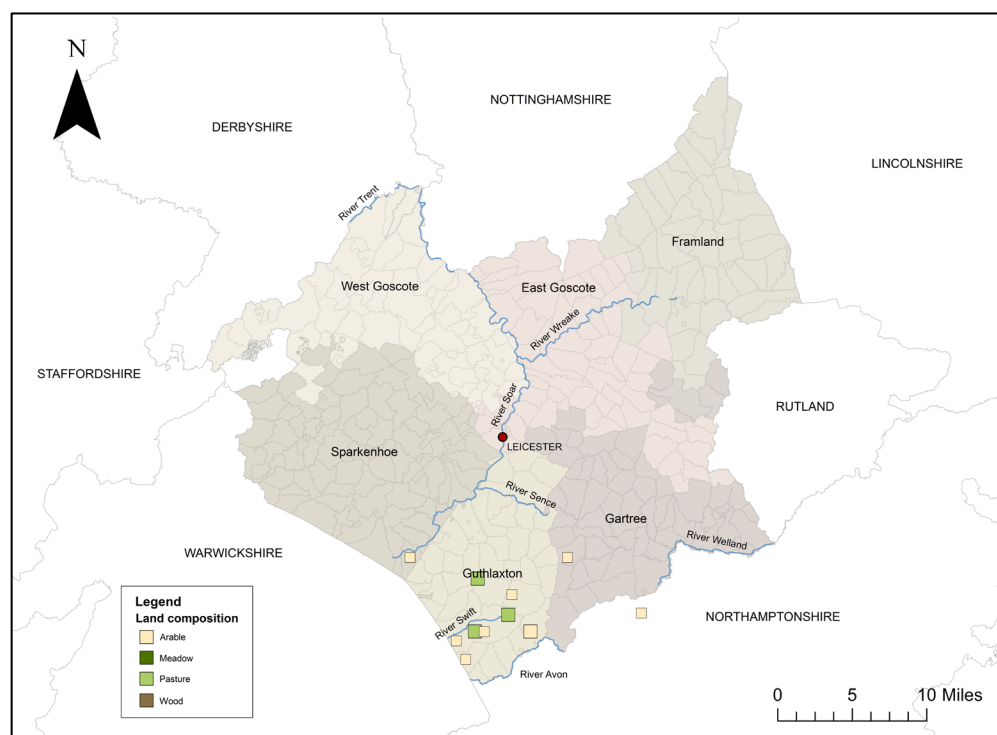 N
NOTTINGHAMSHIRE
DERBYSHIRE
LINCOLNSHIRE
River Trent
Framland
West Goscote
East Goscote
River Wreake
STAFFORDSHIRE
River Soar
RUTLAND
LEICESTER
Sparkenhoe
River Sence
Gartree
River Welland
WARWICKSHIRE
Guthlaxton
River Swift
NORTHAMPTONSHIRE
River Avon
Legend
Land composition
Arable
Meadow
Pasture
Wood
0 5 10 Miles